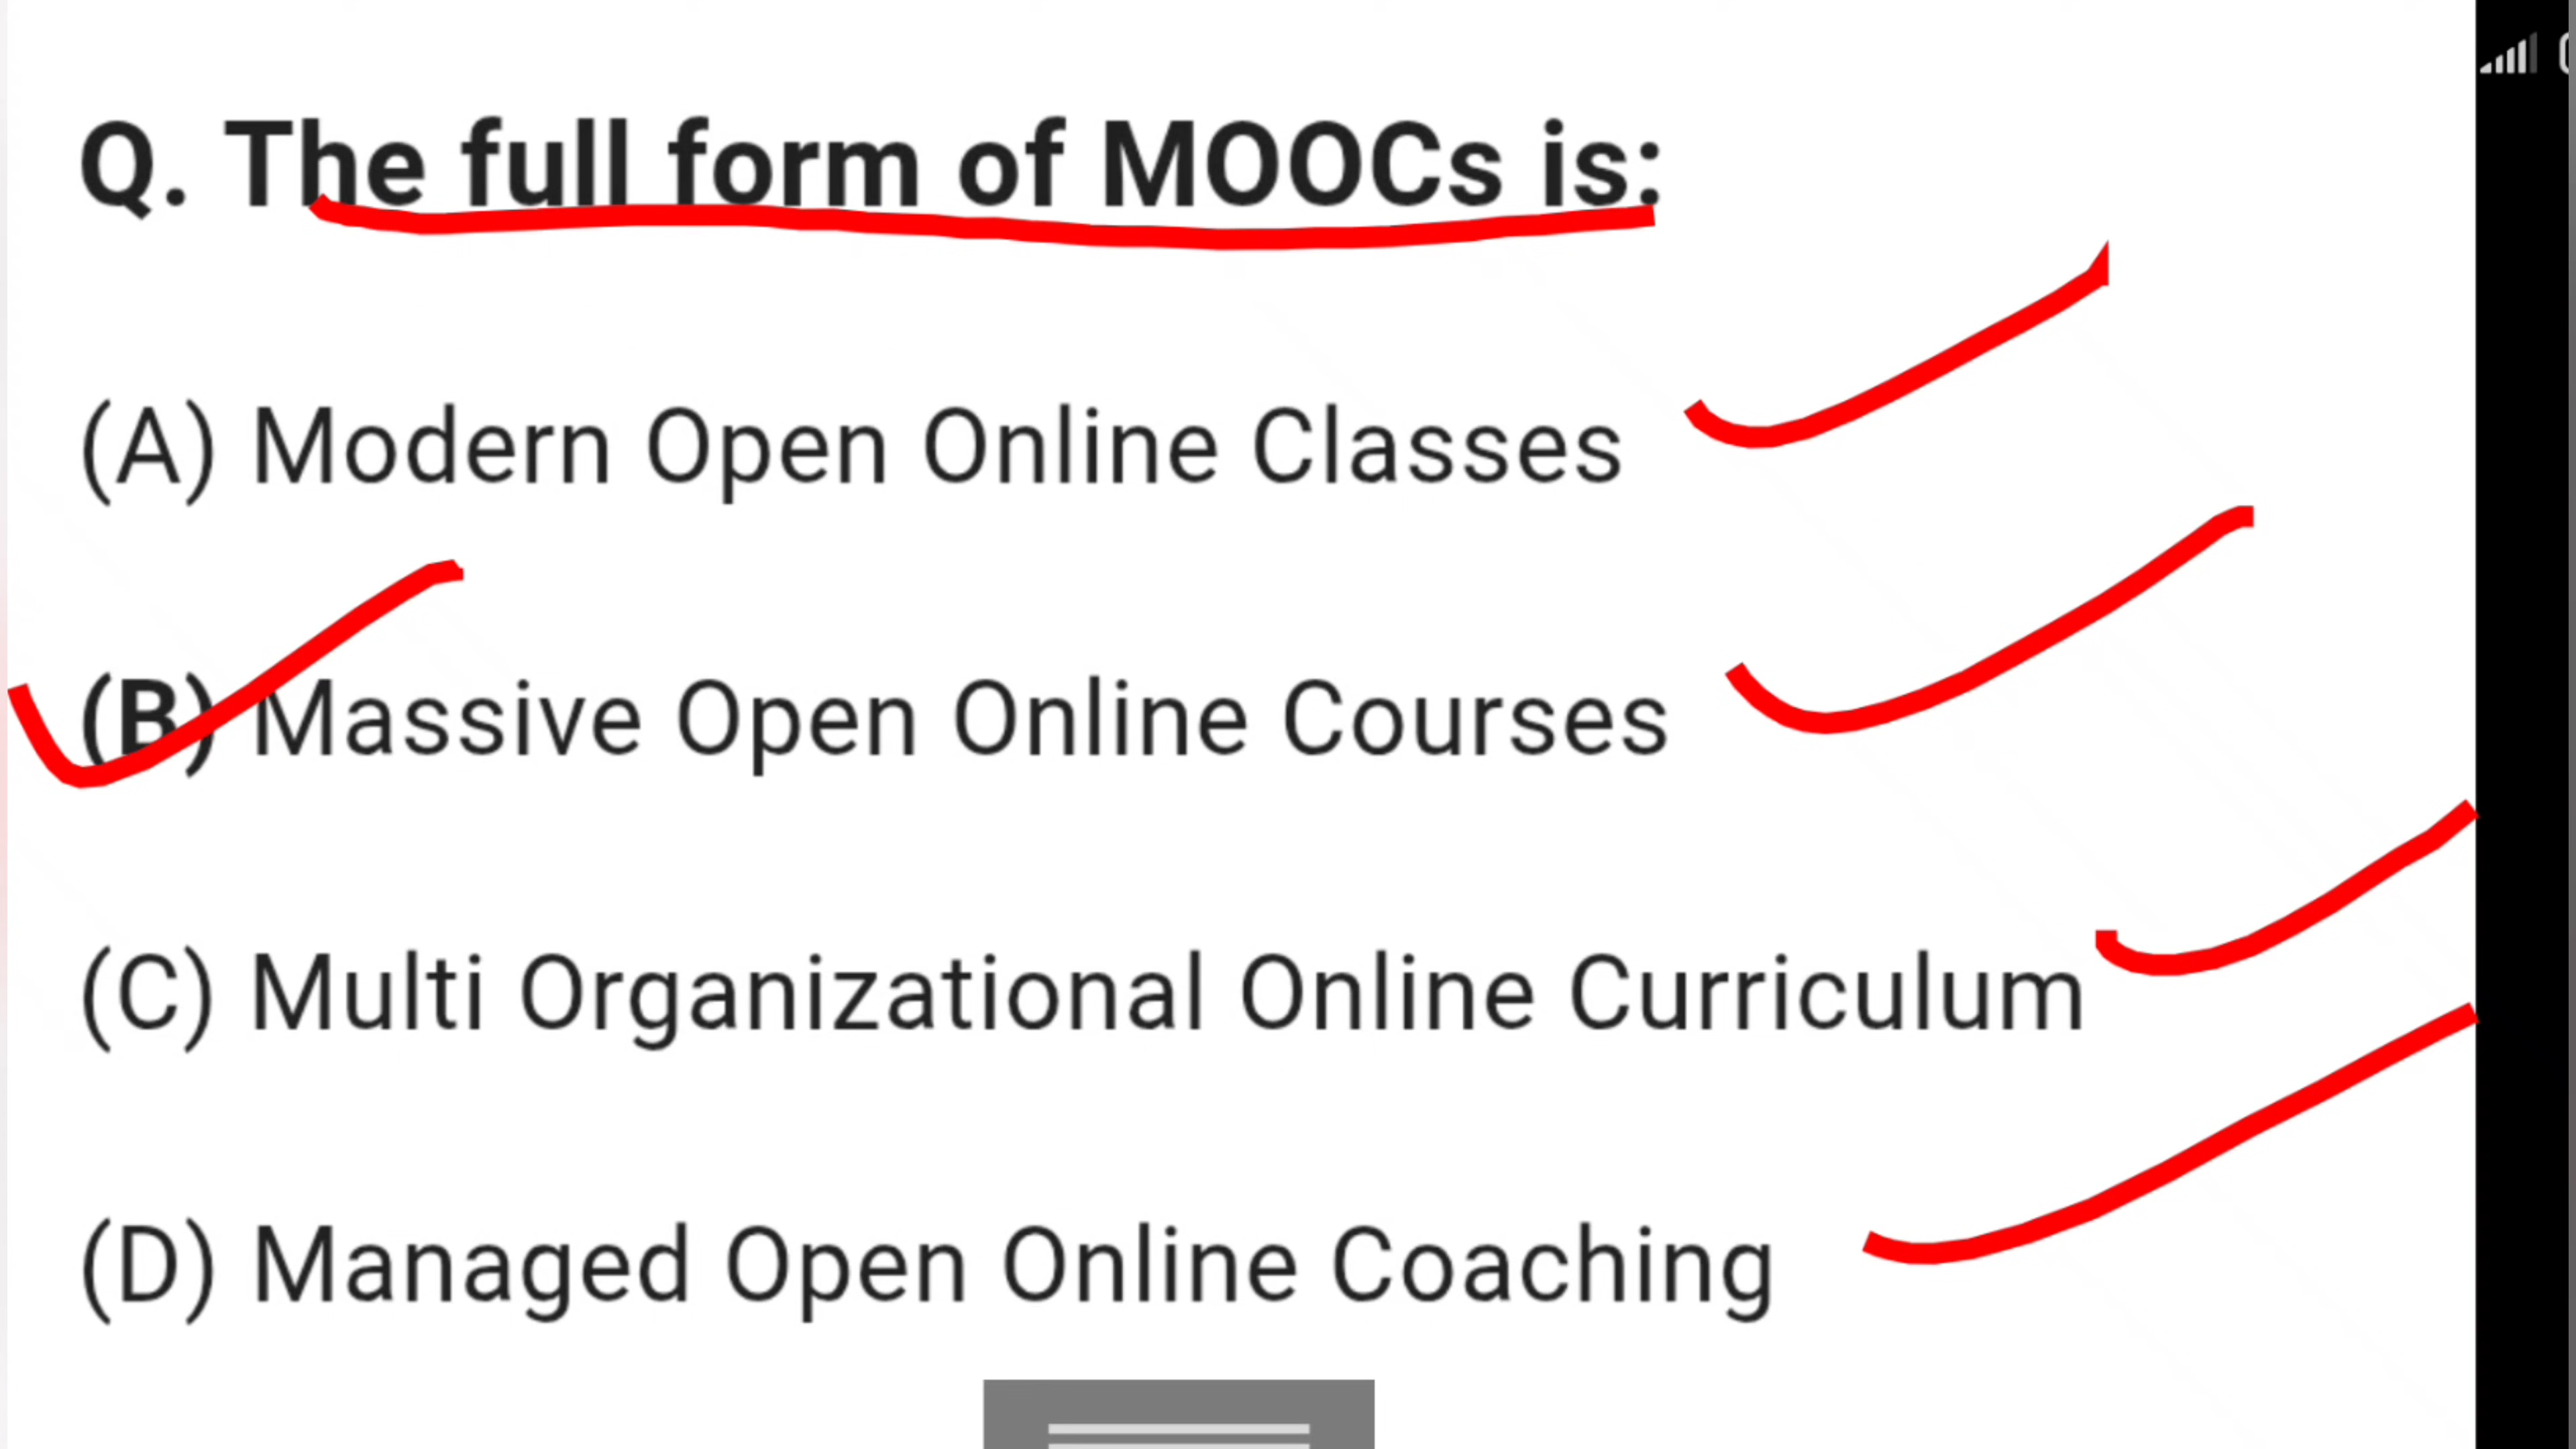 Q. The full form of MOOCs is:
(A) Modern Open Online Classes
(B) Massive Open Online Courses
(C) Multi Organizational Online Curriculum
(D) Managed Open Online Coaching